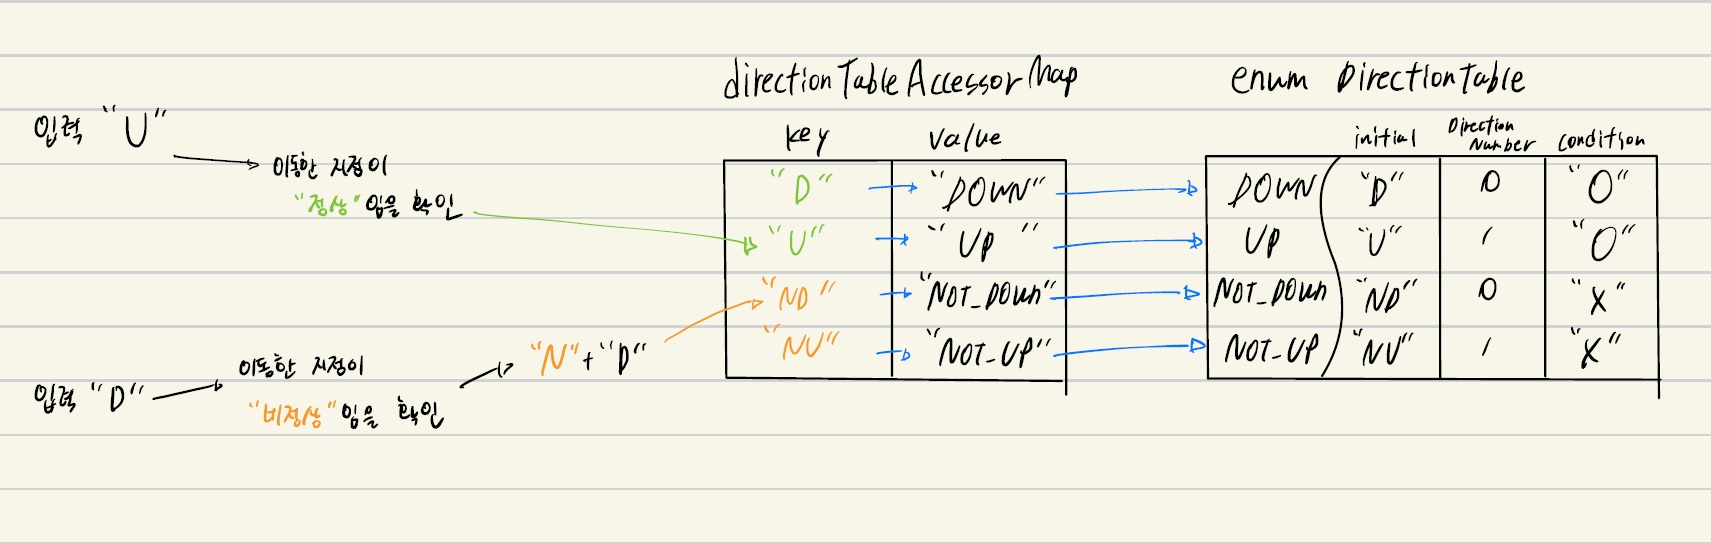 directionTableAccessorMap
enum DirectionTable
입력 "U"
이동한 지점이
"정상"임을 확인
입력 "D"
이동한 지점이
"비정상"임을 확인
"N"+"D"
key value
"D" "DOWN"
"U" "UP"
"ND" "NOT_DOWN"
"NU" "NOT_UP"
initial Direction Number condition
DOWN ( "D" 0 "O"
UP "U" 1 "O"
NOT_DOWN "ND" 0 "X"
NOT_UP "NU" 1 "X"